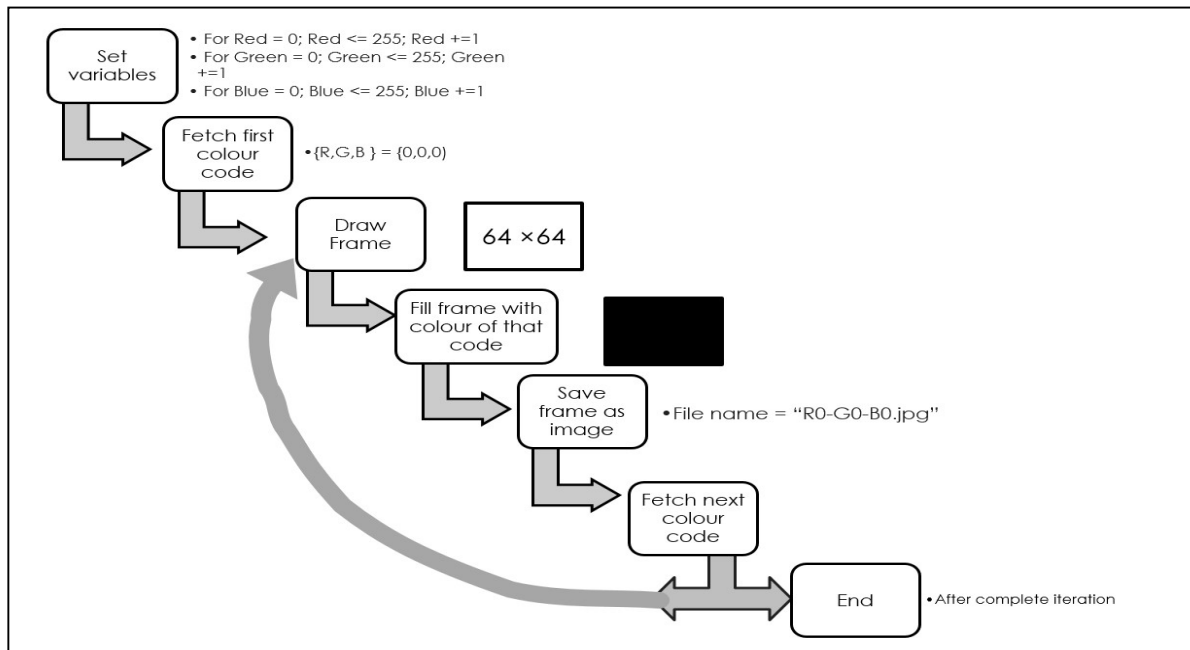 Set
variables
• For Red = 0; Red <= 255; Red +=1
• For Green = 0; Green <= 255; Green
+=1
• For Blue = 0; Blue <= 255; Blue +=1
Fetch first
colour
code
•{R,G,B } = {0,0,0)
Draw
Frame
64 ×64
Fill frame with
colour of that
code
Save
frame as
image
•File name = “R0-G0-B0.jpg”
Fetch next
colour
code
End
•After complete iteration